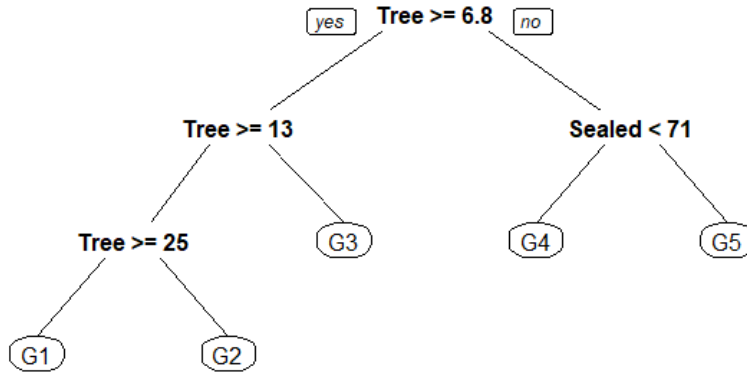 yes Tree >= 6.8 no
Tree >= 13 Sealed < 71
Tree >= 25 G3 G4 G5
G1 G2